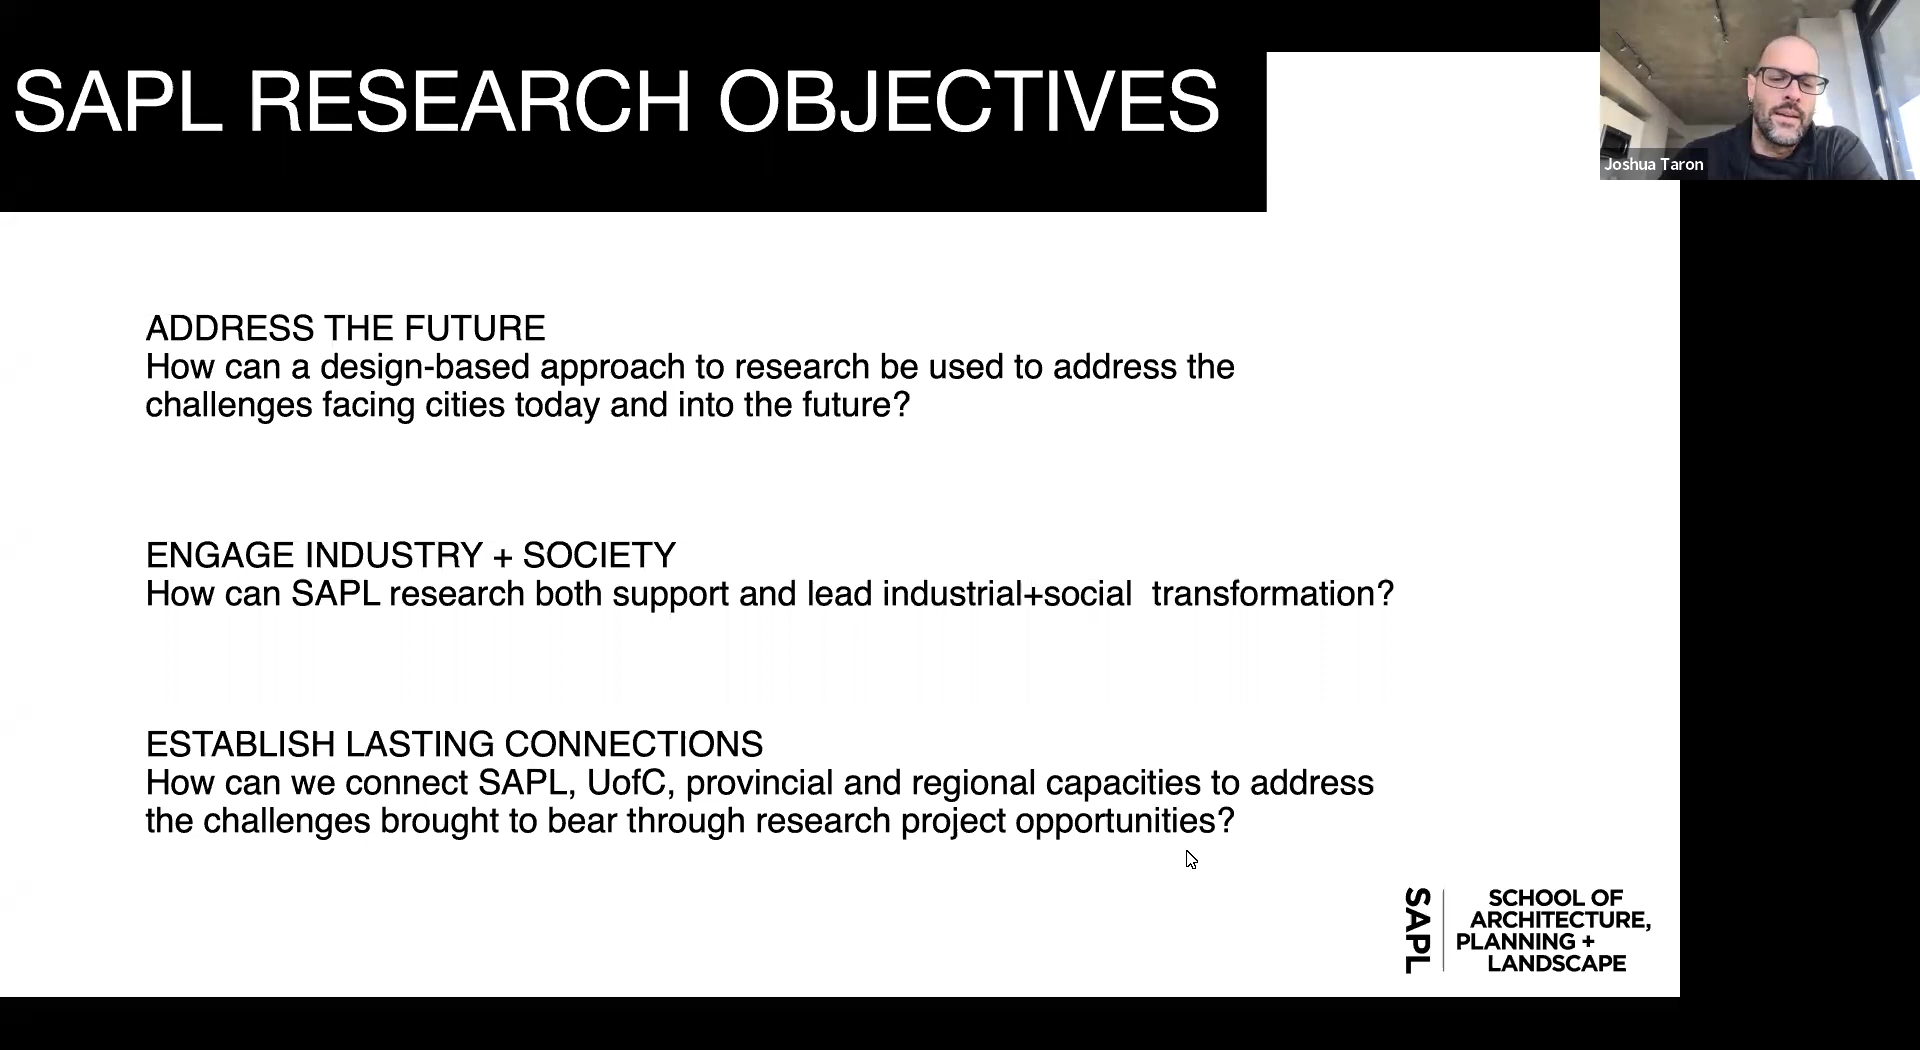 SAPL RESEARCH OBJECTIVES
Joshua Taron
ADDRESS THE FUTURE
How can a design-based approach to research be used to address the
challenges facing cities today and into the future?
ENGAGE INDUSTRY + SOCIETY
How can SAPL research both support and lead industrial+social  transformation?
ESTABLISH LASTING CONNECTIONS
How can we connect SAPL, UofC, provincial and regional capacities to address
the challenges brought to bear through research project opportunities?
SAPL
SCHOOL OF
ARCHITECTURE,
PLANNING +
LANDSCAPE